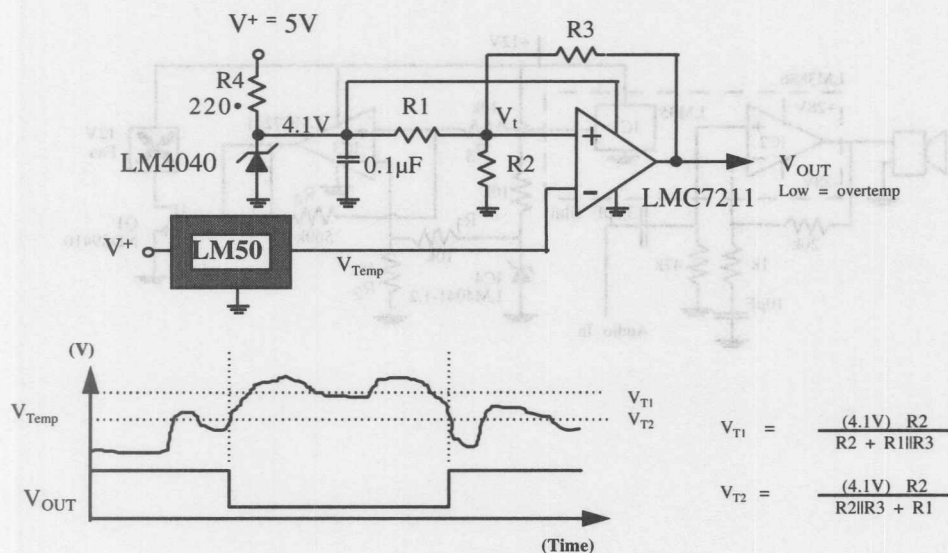 V+ = 5V
R3
R4
220•
R1
4.1V
Vt
+
LM4040
0.1µF
R2
-
LMC7211
VOUT
Low = overtemp
V+
LM50
VTemp
(V)
VTemp
VT1
VT2
VT1 = (4.1V) R2
R2 + R1||R3
VT2 = (4.1V) R2
R2||R3 + R1
VOUT
(Time)